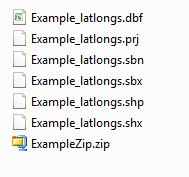 Example_latlongs.dbf
Example_latlongs.prj
Example_latlongs.sbn
Example_latlongs.sbx
Example_latlongs.shp
Example_latlongs.shx
ExampleZip.zip